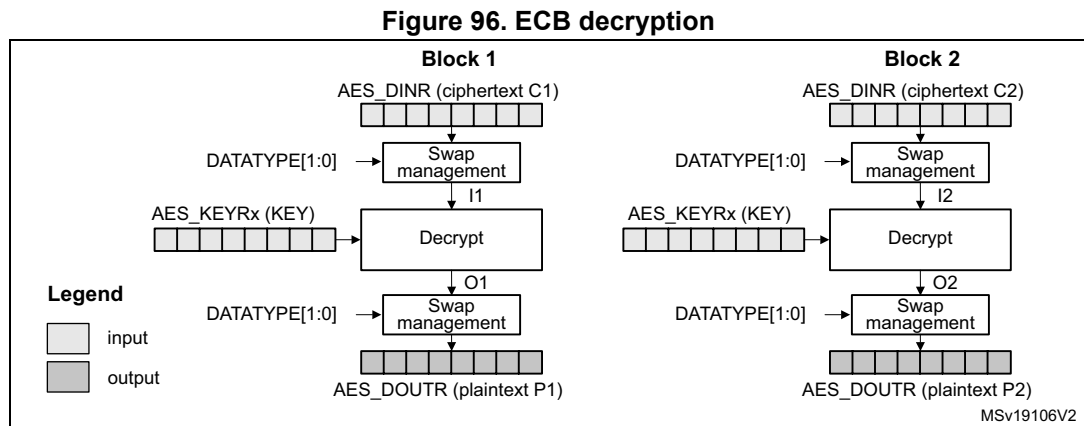 Figure 96. ECB decryption
Block 1
Block 2
AES_DINR (ciphertext C1)
AES_DINR (ciphertext C2)
DATATYPE[1:0]
Swap
management
DATATYPE[1:0]
Swap
management
I1
I2
AES_KEYRx (KEY)
Decrypt
AES_KEYRx (KEY)
Decrypt
O1
O2
Legend
input
output
DATATYPE[1:0]
Swap
management
DATATYPE[1:0]
Swap
management
AES_DOUTR (plaintext P1)
AES_DOUTR (plaintext P2)
MSv19106V2